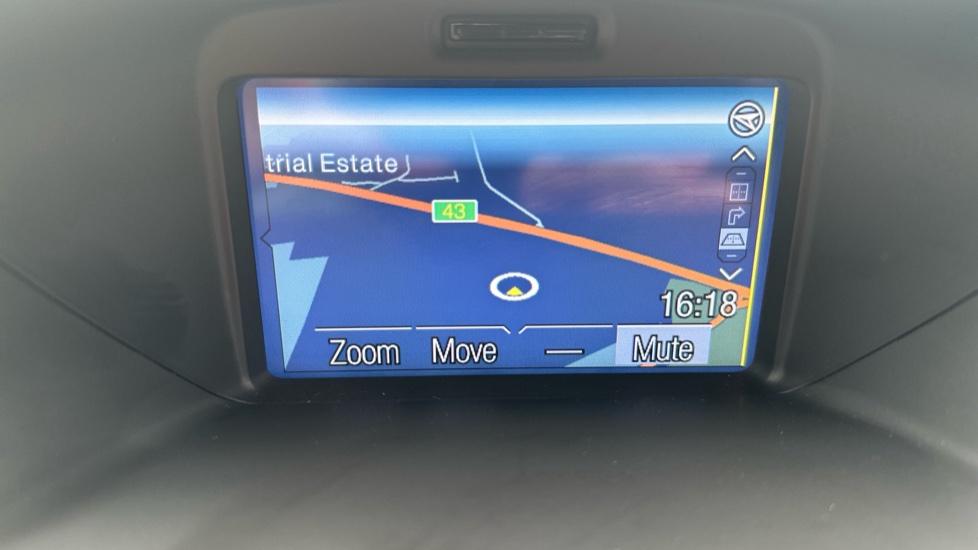 trial Estate
43
16:18
Zoom Move — Mute